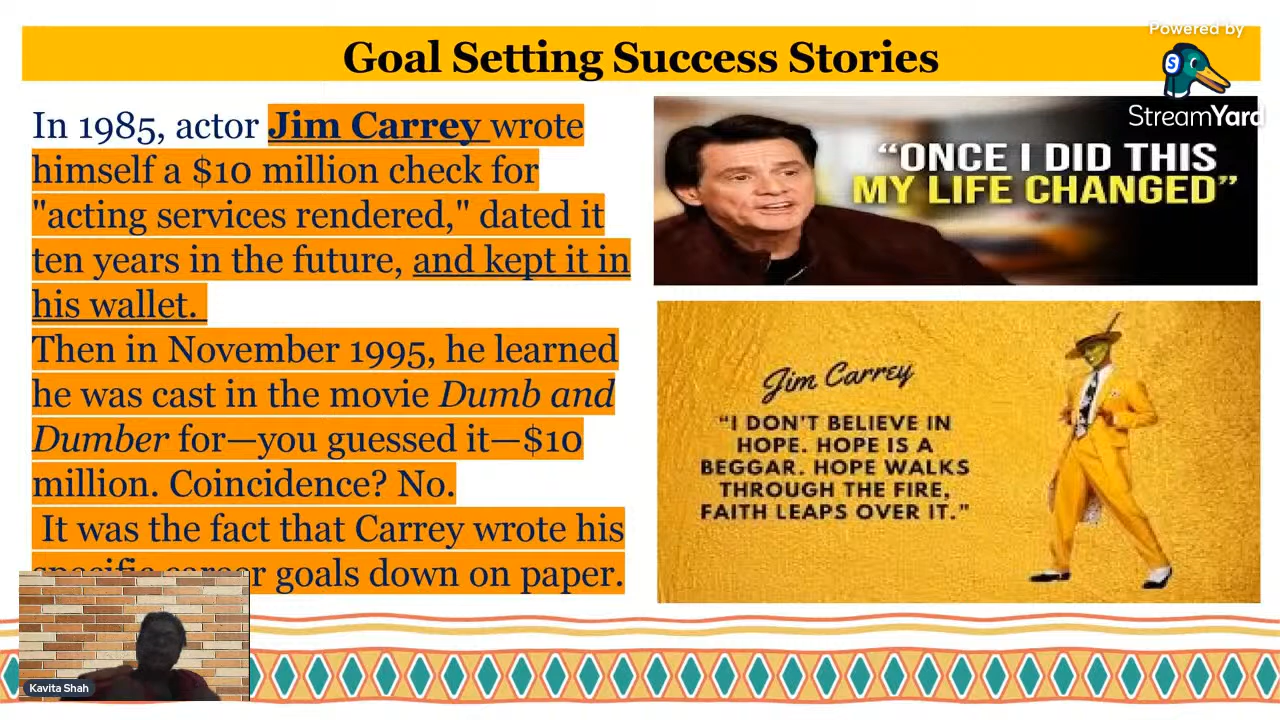 Goal Setting Success Stories
Powered by
S
StreamYard
In 1985, actor Jim Carrey wrote
himself a $10 million check for
"acting services rendered," dated it
ten years in the future, and kept it in
his wallet.
Then in November 1995, he learned
he was cast in the movie Dumb and
Dumber for—you guessed it—$10
million. Coincidence? No.
It was the fact that Carrey wrote his
specific career goals down on paper.
“ONCE I DID THIS
MY LIFE CHANGED”
Jim Carrey
“I DON'T BELIEVE IN
HOPE. HOPE IS A
BEGGAR. HOPE WALKS
THROUGH THE FIRE,
FAITH LEAPS OVER IT.”
Kavita Shah